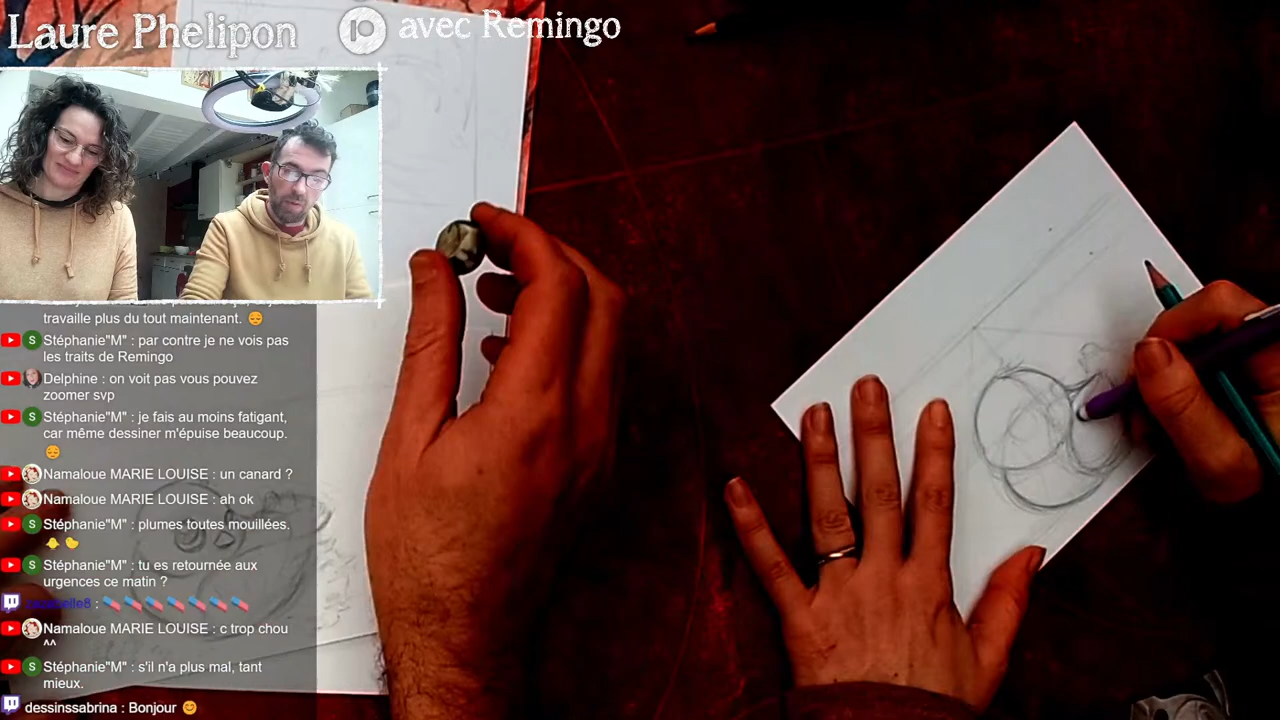 Laure Phelipon
avec Remingo
travaille plus du tout maintenant. 😔
Stéphanie"M" : par contre je ne vois pas
les traits de Remingo
Delphine : on voit pas vous pouvez
zoomer svp
Stéphanie"M" : je fais au moins fatigant,
car même dessiner m'épuise beaucoup.
😔
Namaloue MARIE LOUISE : un canard ?
Namaloue MARIE LOUISE : ah ok
Stéphanie"M" : plumes toutes mouillées.
🐥 🐤
Stéphanie"M" : tu es retournée aux
urgences ce matin ?
Namaloue MARIE LOUISE : c trop chou
^^
Stéphanie"M" : s'il n'a plus mal, tant
mieux.
dessinssabrina : Bonjour 😊